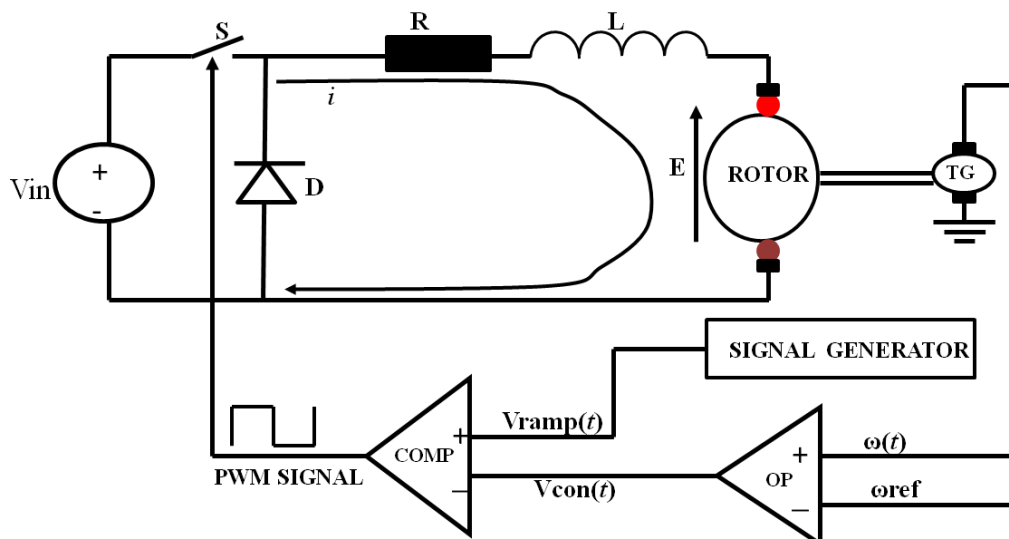 S
R
L
i
Vin
+
-
D
E
ROTOR
TG
SIGNAL GENERATOR
Vramp(t)
+
COMP
−
PWM SIGNAL
Vcon(t)
+
OP
−
ω(t)
ωref